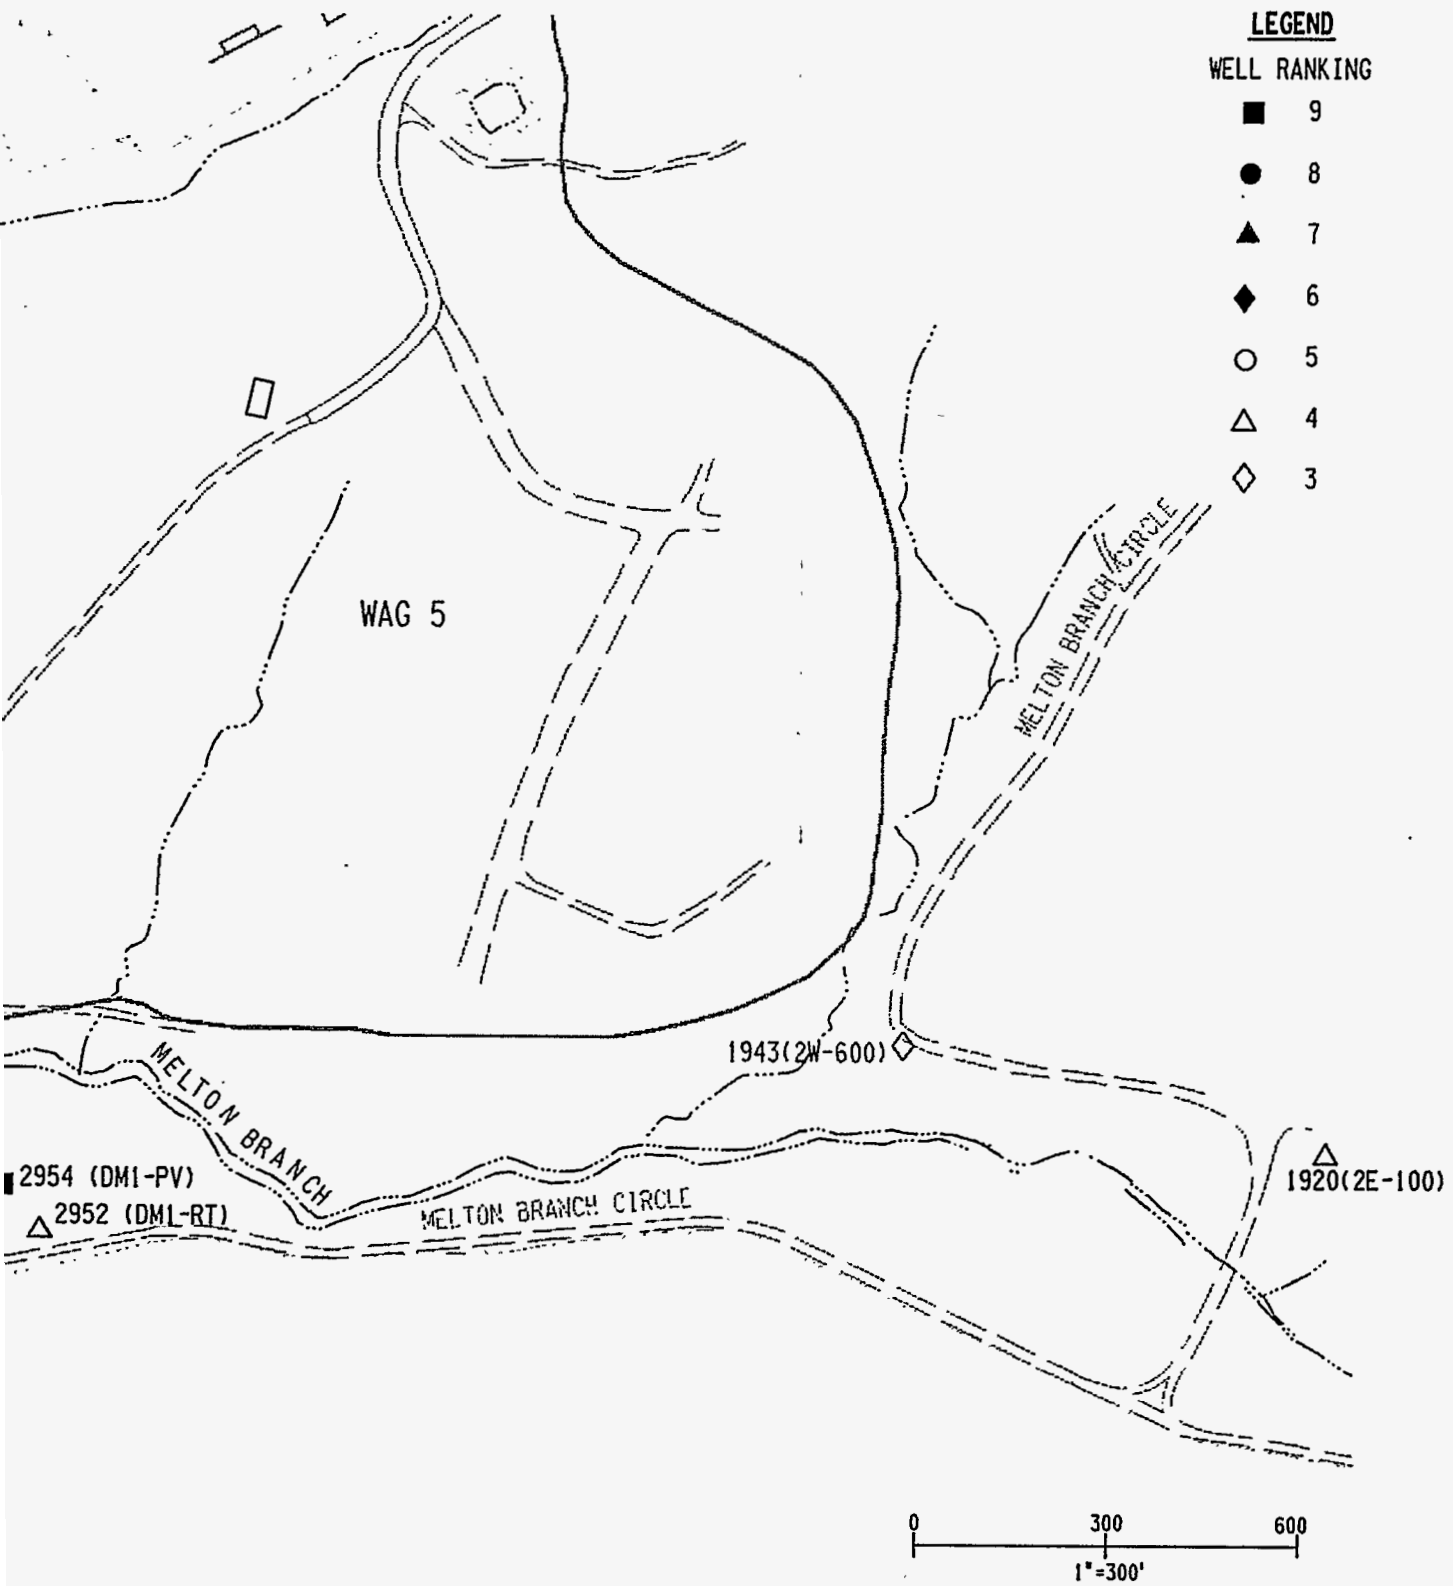 LEGEND
WELL RANKING
9
8
7
6
5
4
3
MELTON BRANCH CIRCLE
WAG 5
1943(2W-600)
MELTON BRANCH
2954 (DM1-PV)
1920(2E-100)
2952 (DM1-RT)
MELTON BRANCH CIRCLE
0 300 600
1"=300'